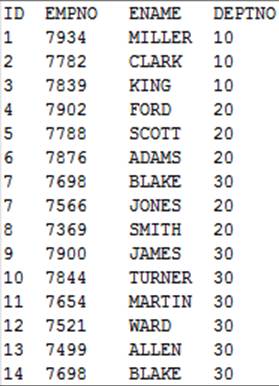 ID EMPNO ENAME DEPTNO
1 7934 MILLER 10
2 7782 CLARK 10
3 7839 KING 10
4 7902 FORD 20
5 7788 SCOTT 20
6 7876 ADAMS 20
7 7698 BLAKE 30
7 7566 JONES 20
8 7369 SMITH 20
9 7900 JAMES 30
10 7844 TURNER 30
11 7654 MARTIN 30
12 7521 WARD 30
13 7499 ALLEN 30
14 7698 BLAKE 30